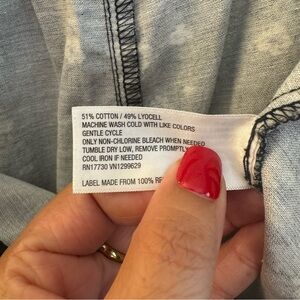 51% COTTON / 49% LYOCELL
MACHINE WASH COLD WITH LIKE COLORS
GENTLE CYCLE
ONLY NON-CHLORINE BLEACH WHEN NEEDED
TUMBLE DRY LOW, REMOVE PROMPTLY
COOL IRON IF NEEDED
RN17730 VN1299629
LABEL MADE FROM 100%